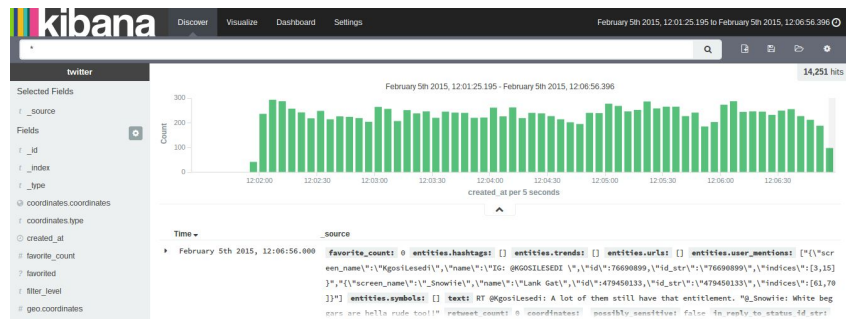 kibana
Discover Visualize Dashboard Settings February 5th 2015, 12:01:25.195 to February 5th 2015, 12:06:56.396
*
twitter
14,251 hits
Selected Fields
t _source
Fields
t _id
t _index
t _type
coordinates.coordinates
t coordinates.type
created_at
# favorite_count
? favorited
t filter_level
# geo.coordinates
February 5th 2015, 12:01:25.195 - February 5th 2015, 12:06:56.396
Count
300
200
100
0
12:02:00 12:02:30 12:03:00 12:03:30 12:04:00 12:04:30 12:05:00 12:05:30 12:06:00 12:06:30
created_at per 5 seconds
Time _source
February 5th 2015, 12:06:56.000 favorite_count: 0 entities.hashtags: [] entities.trends: [] entities.urls: [] entities.user_mentions: ["{\"scr
een_name\":\"KgosiLesedi\",\"name\":\"IG: @KGOSILESEDI \",\"id\":76690899,\"id_str\":\"76690899\",\"indices\":[3,15]
}","{\"screen_name\":\"_Snowiie\",\"name\":\"Lank Gat\",\"id\":479450133,\"id_str\":\"479450133\",\"indices\":[61,70
]}"] entities.symbols: [] text: RT @KgosiLesedi: A lot of them still have that entitlement. "@_Snowiie: White beg
gars are hella rude too!!" retweet_count: 0 coordinates: possibly_sensitive: false in_reply_to_status_id_str: